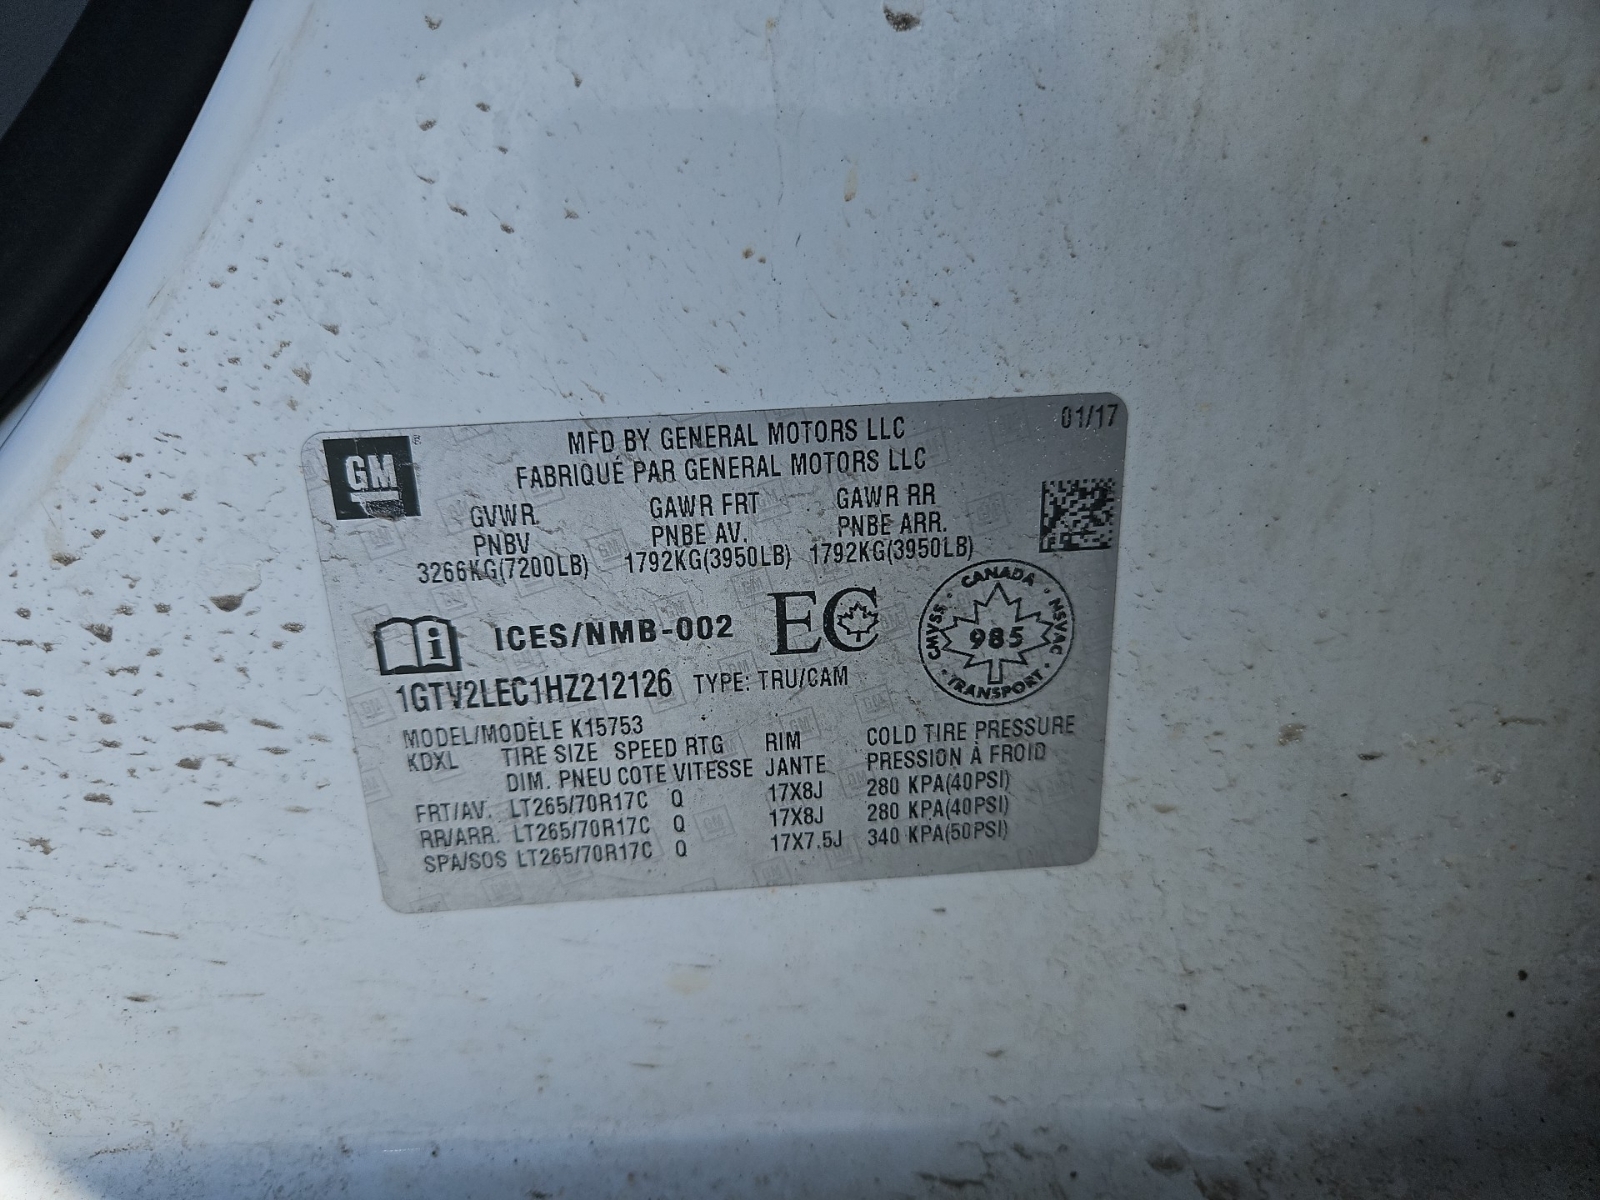 01/17
GM
MFD BY GENERAL MOTORS LLC
FABRIQUÉ PAR GENERAL MOTORS LLC
GVWR GAWR FRT GAWR RR
PNBV PNBE AV. PNBE ARR.
3266KG(7200LB) 1792KG(3950LB) 1792KG(3950LB)
i ICES/NMB-002 EC
CANADA
CMVSS 985 NSVAC
TRANSPORT
1GTV2LEC1HZ212126 TYPE: TRU/CAM
MODEL/MODÈLE K15753
KDXL TIRE SIZE SPEED RTG RIM COLD TIRE PRESSURE
DIM. PNEU COTE VITESSE JANTE PRESSION À FROID
FRT/AV. LT265/70R17C Q 17X8J 280 KPA(40PSI)
RR/ARR. LT265/70R17C Q 17X8J 280 KPA(40PSI)
SPA/SOS LT265/70R17C Q 17X7.5J 340 KPA(50PSI)